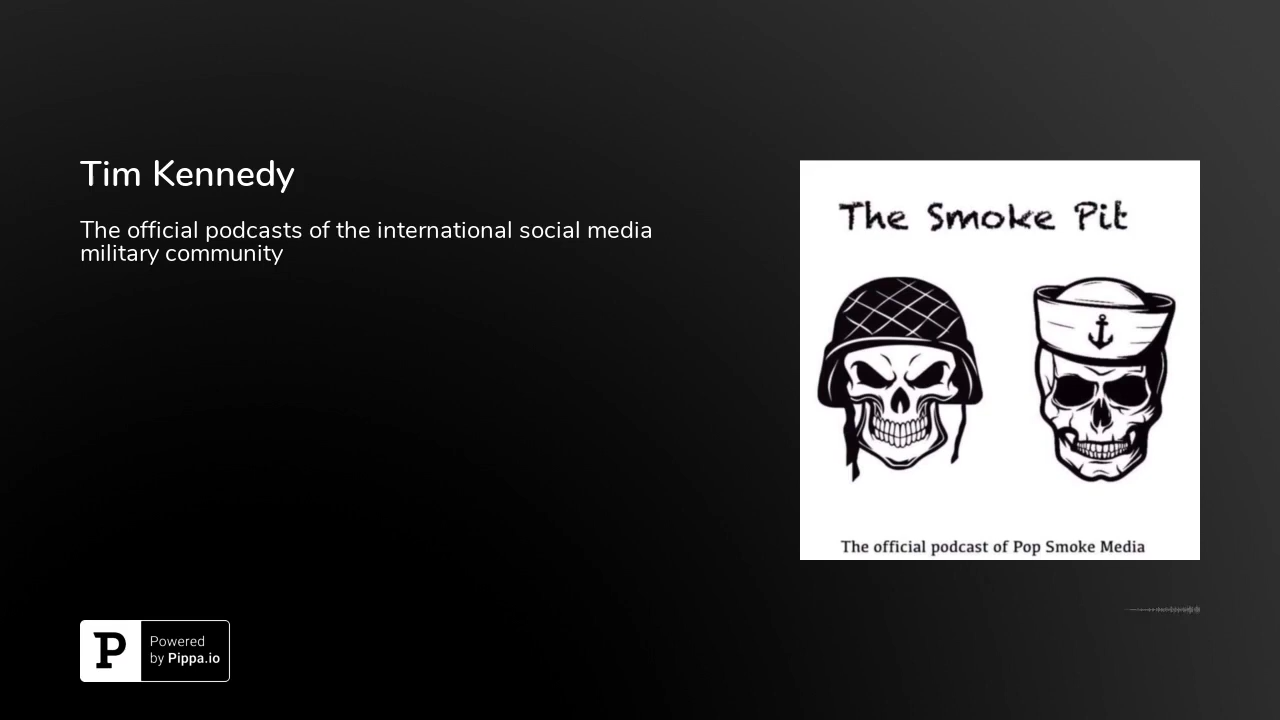 Tim Kennedy
The official podcasts of the international social media
military community
The Smoke Pit
The official podcast of Pop Smoke Media
P
Powered
by Pippa.io